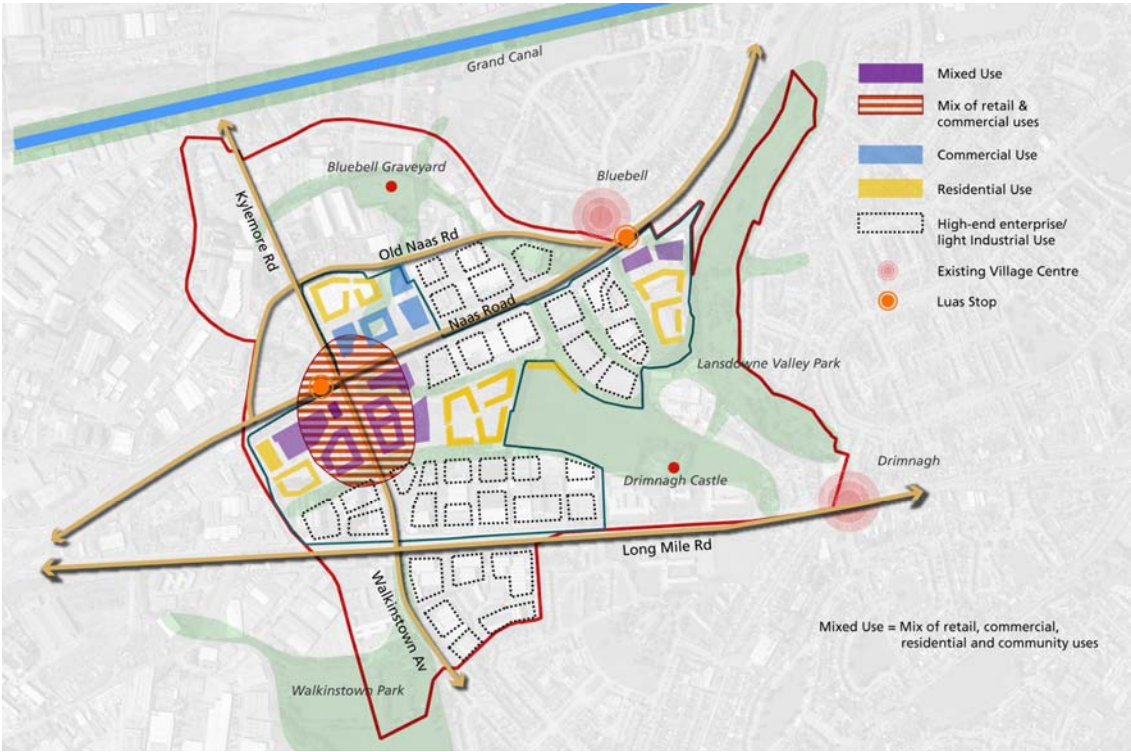 Grand Canal
Mixed Use
Mix of retail &
commercial uses
Commercial Use
Residential Use
High-end enterprise/
light Industrial Use
Existing Village Centre
Luas Stop
Bluebell Graveyard
Bluebell
Kylemore Rd
Old Naas Rd
Naas Road
Lansdowne Valley Park
Drimnagh
Drimnagh Castle
Long Mile Rd
Walkinstown Av
Walkinstown Park
Mixed Use = Mix of retail, commercial,
residential and community uses